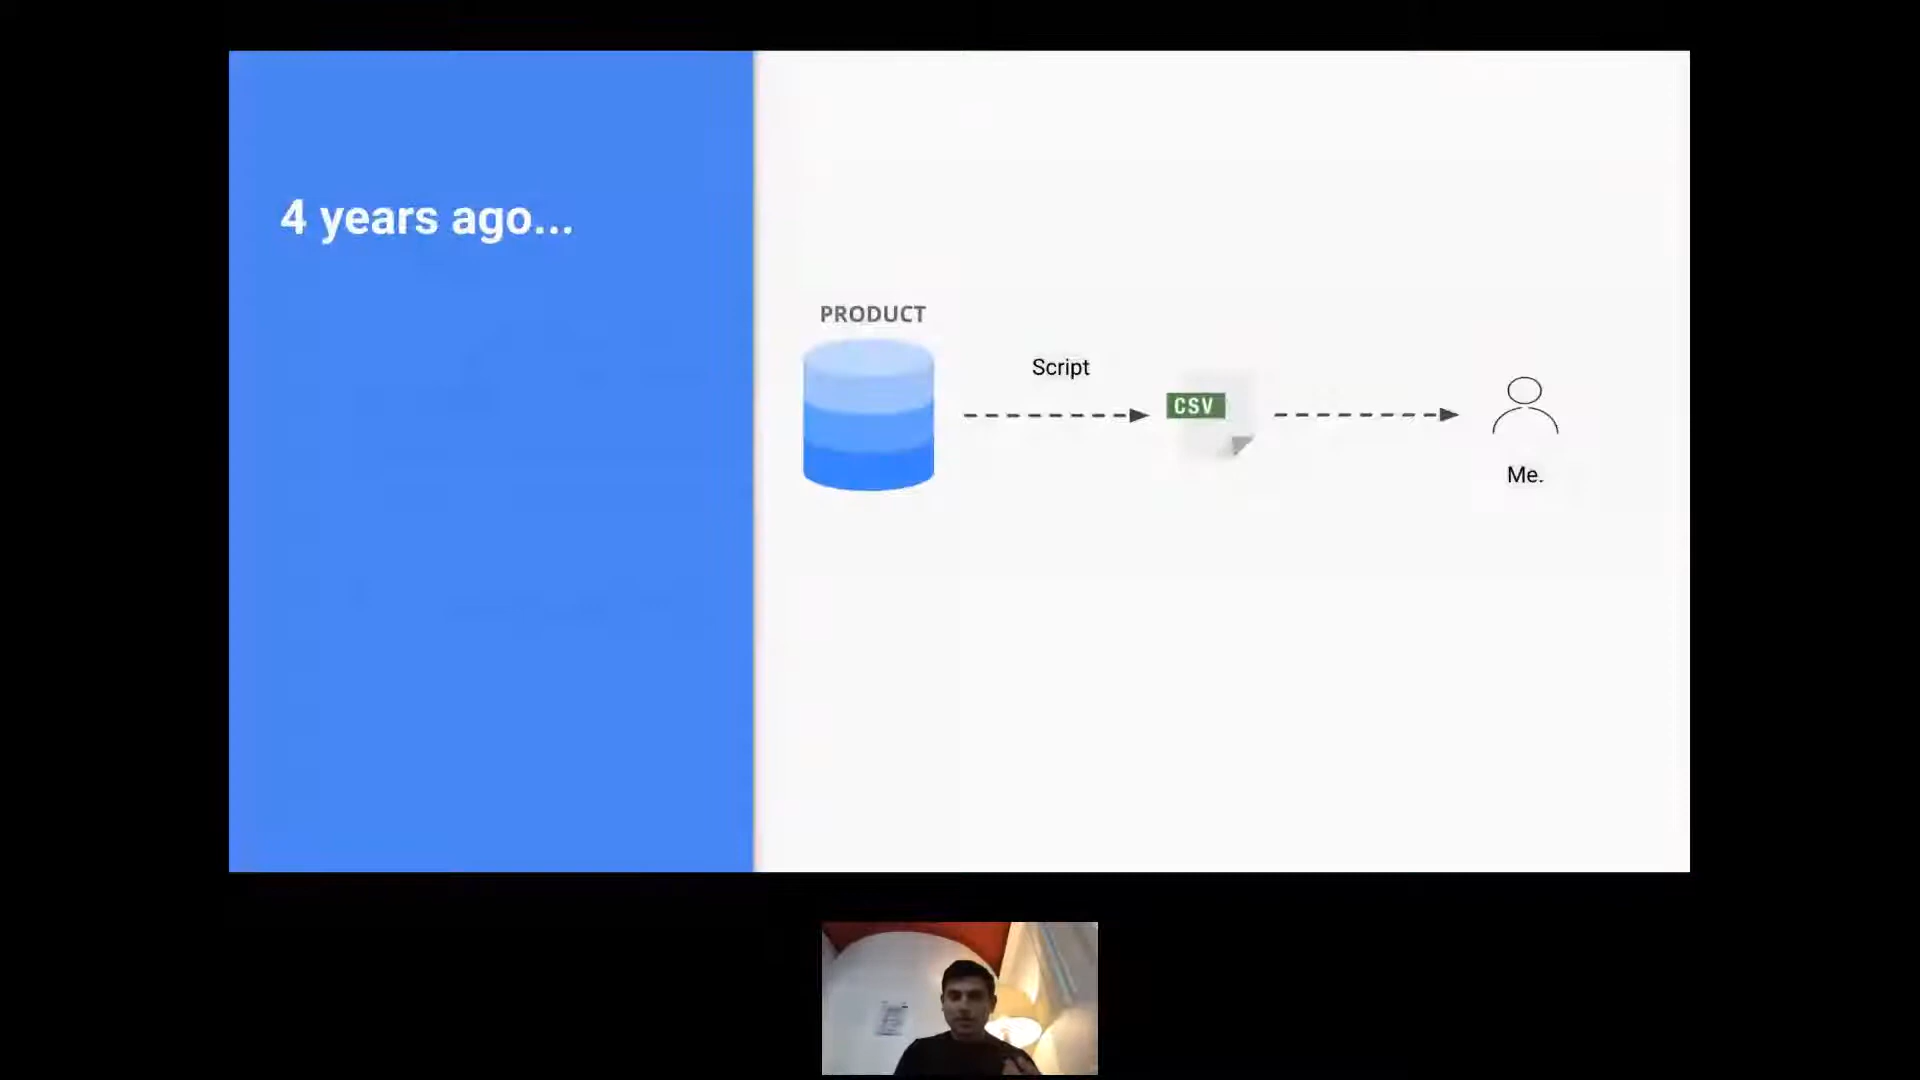 4 years ago...
PRODUCT
Script
CSV
Me.